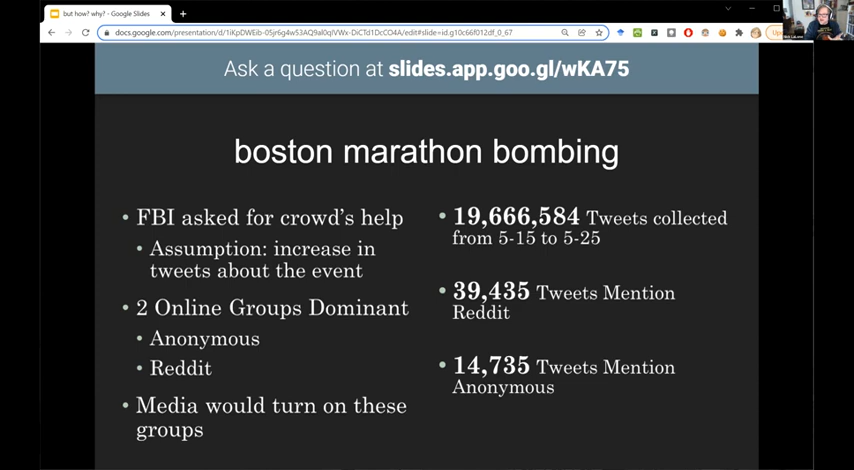 but how? why? - Google Slides
docs.google.com/presentation/d/1iKpDWEib-05jr6g4w53AQ9al0qlVWx-DiCTd1DcCO4A/edit#slide=id.g10c66f012df_0_67
Ask a question at slides.app.goo.gl/wKA75
boston marathon bombing
• FBI asked for crowd's help
• Assumption: increase in
tweets about the event
• 2 Online Groups Dominant
• Anonymous
• Reddit
• Media would turn on these
groups
• 19,666,584 Tweets collected
from 5-15 to 5-25
• 39,435 Tweets Mention
Reddit
• 14,735 Tweets Mention
Anonymous